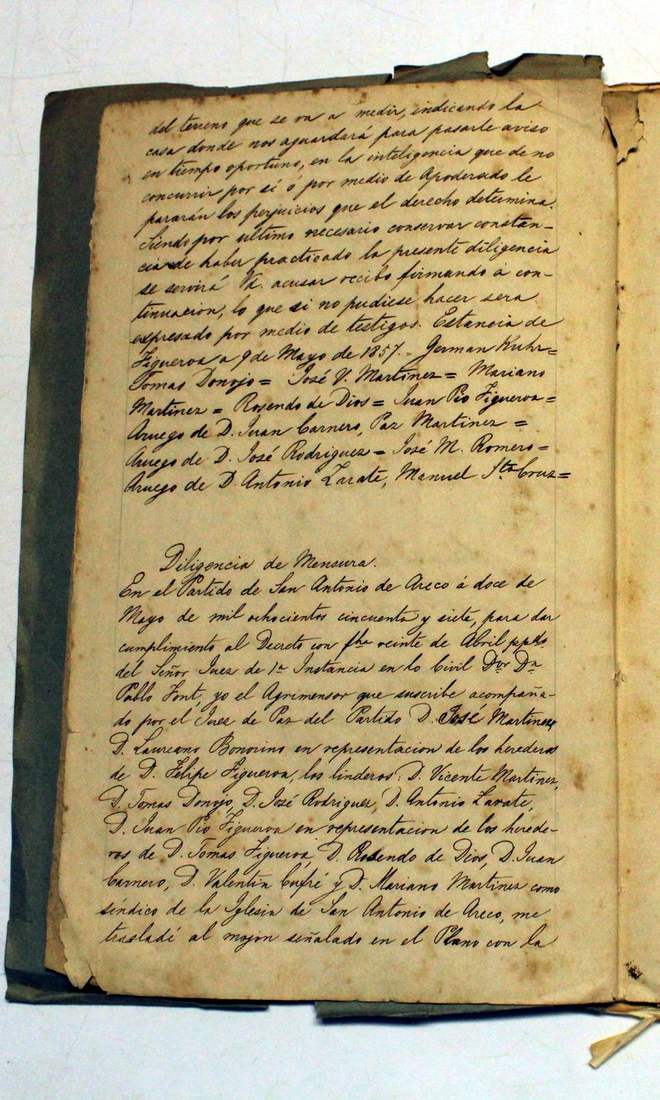 del terreno que se va a medir, indicando la
casa donde nos aguardará para pasarle aviso
en tiempo oportuno, en la inteligencia que de no
concurrir por sí ó por medio de Apoderado le
pararán los perjuicios que el derecho determina.
Siendo por ultimo necesario conservar constan-
cia de haber practicado la presente diligencia
se servirá Vd. acusar recibo firmando á con-
tinuacion, lo que si no pudiese hacer sera
expresado por medio de testigos. Estancia de
Figueroa a 9 de Mayo de 1857.- German Kuhr=
Tomas Donojo= José V. Martinez= Mariano
Martinez= Rosendo de Dios= Juan Pio Figueroa=
Aruego de D. Juan Carnero, Paz Martinez=
Aruego de D. José Rodriguez= José M. Romero=
Aruego de D. Antonio Zarate, Manuel Sta Cruz=
Diligencia de Mensura.
En el Partido de San Antonio de Areco á doce de
Mayo de mil ochocientos cincuenta y siete, para dar
cumplimiento al Decreto con fha veinte de Abril
del Señor Juez de 1a Instancia en lo Civil Dor Dn
Pablo Font, yo el Agrimensor que suscribe acompaña-
do por el Juez de Paz del Partido D. José Martinez,
D. Laureano Bonorino en representacion de los herederos
de D. Felipe Figueroa, los linderos: D. Vicente Martinez,
D. Tomas Donojo, D. José Rodriguez, D. Antonio Zarate,
D. Juan Pio Figueroa en representacion de los herede-
ros de D. Tomas Figueroa, D. Rosendo de Dios, D. Juan
Carnero, D. Valentin Cufré y D. Mariano Martinez como
síndico de la Iglesia de San Antonio de Areco, me
trasladé al mojon señalado en el Plano con la